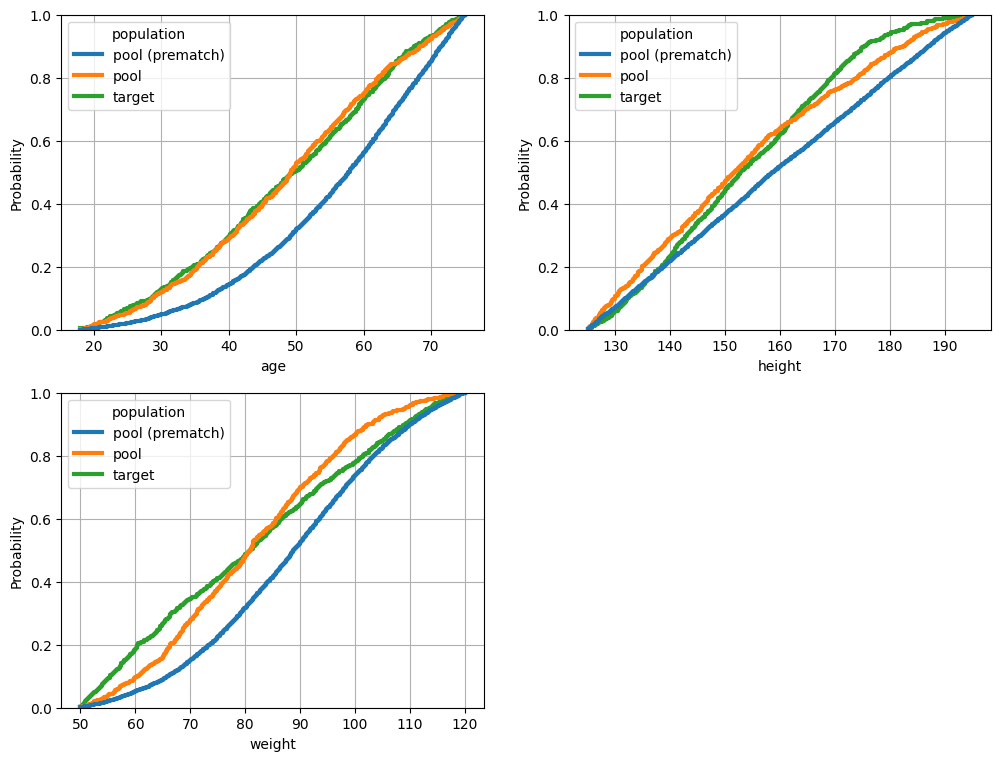 1.0
0.8
0.6
0.4
0.2
0.0
Probability
population
pool (prematch)
pool
target
20 30 40 50 60 70
age
1.0
0.8
0.6
0.4
0.2
0.0
Probability
population
pool (prematch)
pool
target
130 140 150 160 170 180 190
height
1.0
0.8
0.6
0.4
0.2
0.0
Probability
population
pool (prematch)
pool
target
50 60 70 80 90 100 110 120
weight